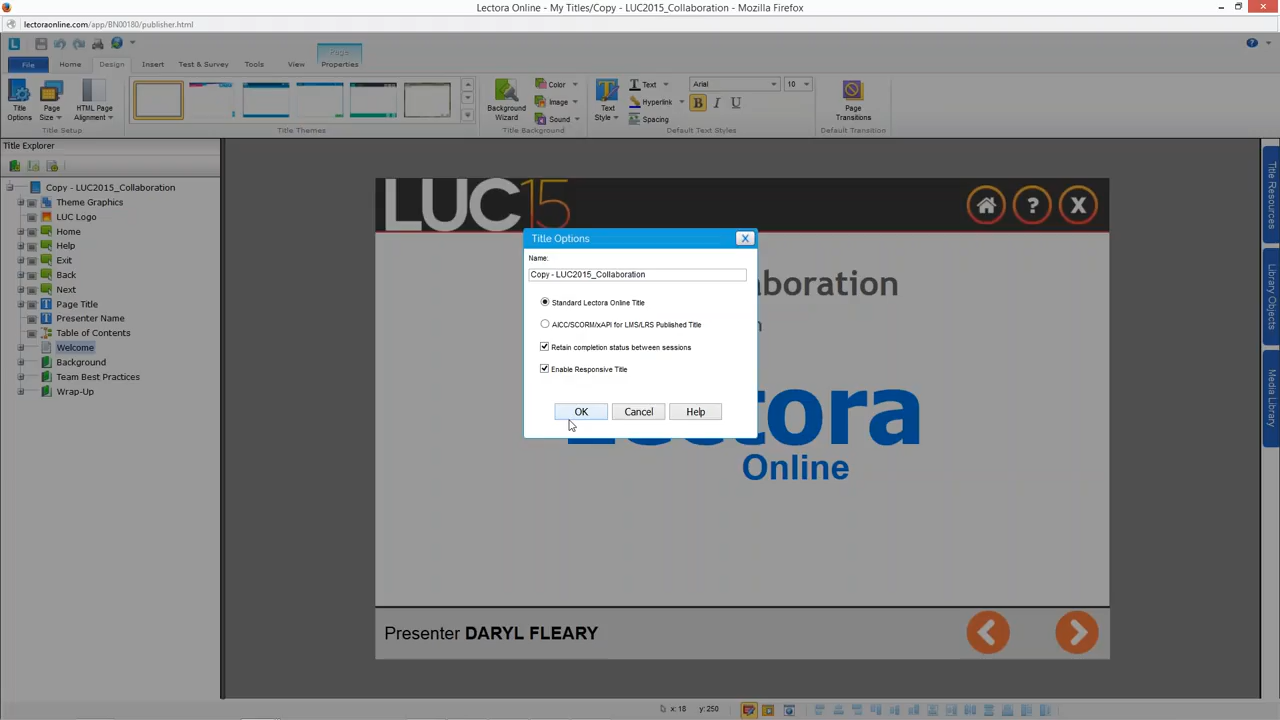 Lectora Online - My Titles/Copy - LUC2015_Collaboration - Mozilla Firefox
lectoraonline.com/app/BN00180/publisher.html
L
File
Home
Design
Insert
Test & Survey
Tools
View
Page
Properties
Title
Options
Page
Size
HTML Page
Alignment
Title Setup
Title Themes
Background
Wizard
Color
Image
Sound
Title Background
Text
Style
Text
Hyperlink
Spacing
Arial
10
B I U
Default Text Styles
Page
Transitions
Default Transition
Title Explorer
Copy - LUC2015_Collaboration
Theme Graphics
LUC Logo
Home
Help
Exit
Back
Next
Page Title
Presenter Name
Table of Contents
Welcome
Background
Team Best Practices
Wrap-Up
LUC15
? X
Title Options
X
Name:
Copy - LUC2015_Collaboration
Standard Lectora Online Title
AICC/SCORM/xAPI for LMS/LRS Published Title
Retain completion status between sessions
Enable Responsive Title
OK
Cancel
Help
Online
Presenter DARYL FLEARY
Title Resources
Library Objects
Media Library
x: 18 y: 250